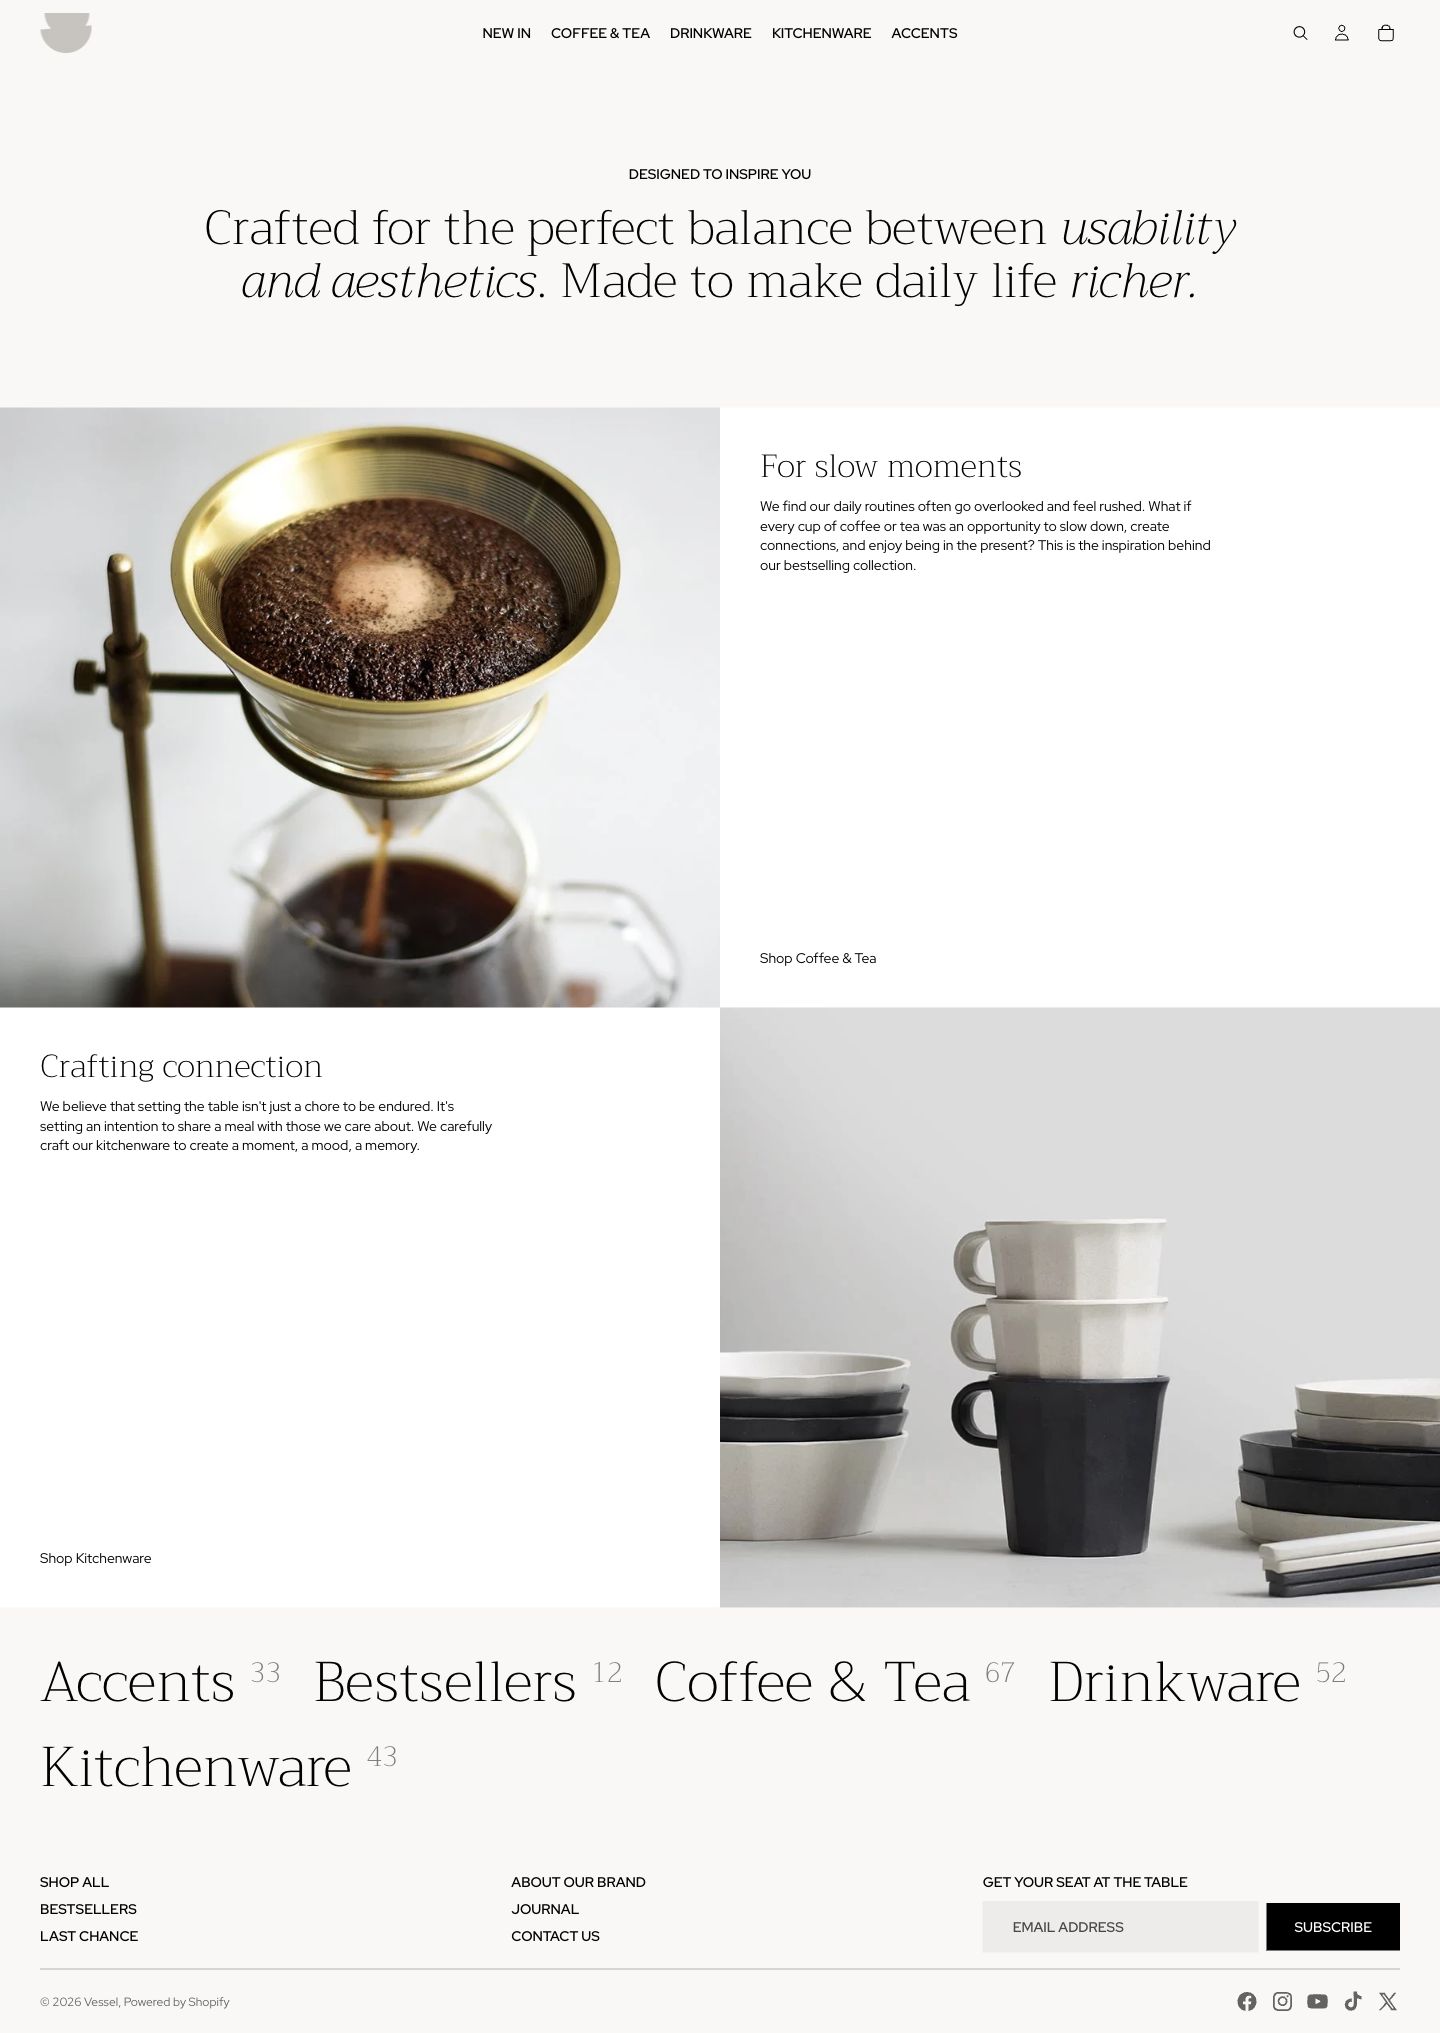 NEW IN COFFEE & TEA DRINKWARE KITCHENWARE ACCENTS
DESIGNED TO INSPIRE YOU
Crafted for the perfect balance between usability
and aesthetics. Made to make daily life richer.
For slow moments
We find our daily routines often go overlooked and feel rushed. What if
every cup of coffee or tea was an opportunity to slow down, create
connections, and enjoy being in the present? This is the inspiration behind
our bestselling collection.
Shop Coffee & Tea
Crafting connection
We believe that setting the table isn't just a chore to be endured. It's
setting an intention to share a meal with those we care about. We carefully
craft our kitchenware to create a moment, a mood, a memory.
Shop Kitchenware
Accents 33 Bestsellers 12 Coffee & Tea 67 Drinkware 52
Kitchenware 43
SHOP ALL
BESTSELLERS
LAST CHANCE
ABOUT OUR BRAND
JOURNAL
CONTACT US
GET YOUR SEAT AT THE TABLE
EMAIL ADDRESS
SUBSCRIBE
© 2026 Vessel, Powered by Shopify